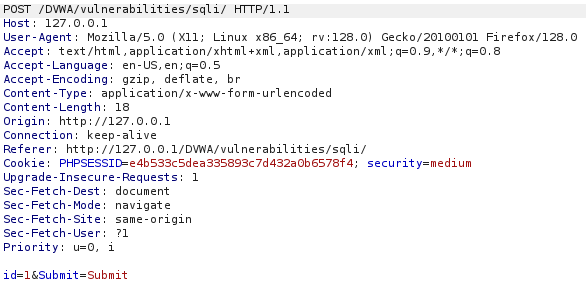 POST /DVWA/vulnerabilities/sqli/ HTTP/1.1
Host: 127.0.0.1
User-Agent: Mozilla/5.0 (X11; Linux x86_64; rv:128.0) Gecko/20100101 Firefox/128.0
Accept: text/html,application/xhtml+xml,application/xml;q=0.9,*/*;q=0.8
Accept-Language: en-US,en;q=0.5
Accept-Encoding: gzip, deflate, br
Content-Type: application/x-www-form-urlencoded
Content-Length: 18
Origin: http://127.0.0.1
Connection: keep-alive
Referer: http://127.0.0.1/DVWA/vulnerabilities/sqli/
Cookie: PHPSESSID=e4b533c5dea335893c7d432a0b6578f4; security=medium
Upgrade-Insecure-Requests: 1
Sec-Fetch-Dest: document
Sec-Fetch-Mode: navigate
Sec-Fetch-Site: same-origin
Sec-Fetch-User: ?1
Priority: u=0, i
id=1&Submit=Submit